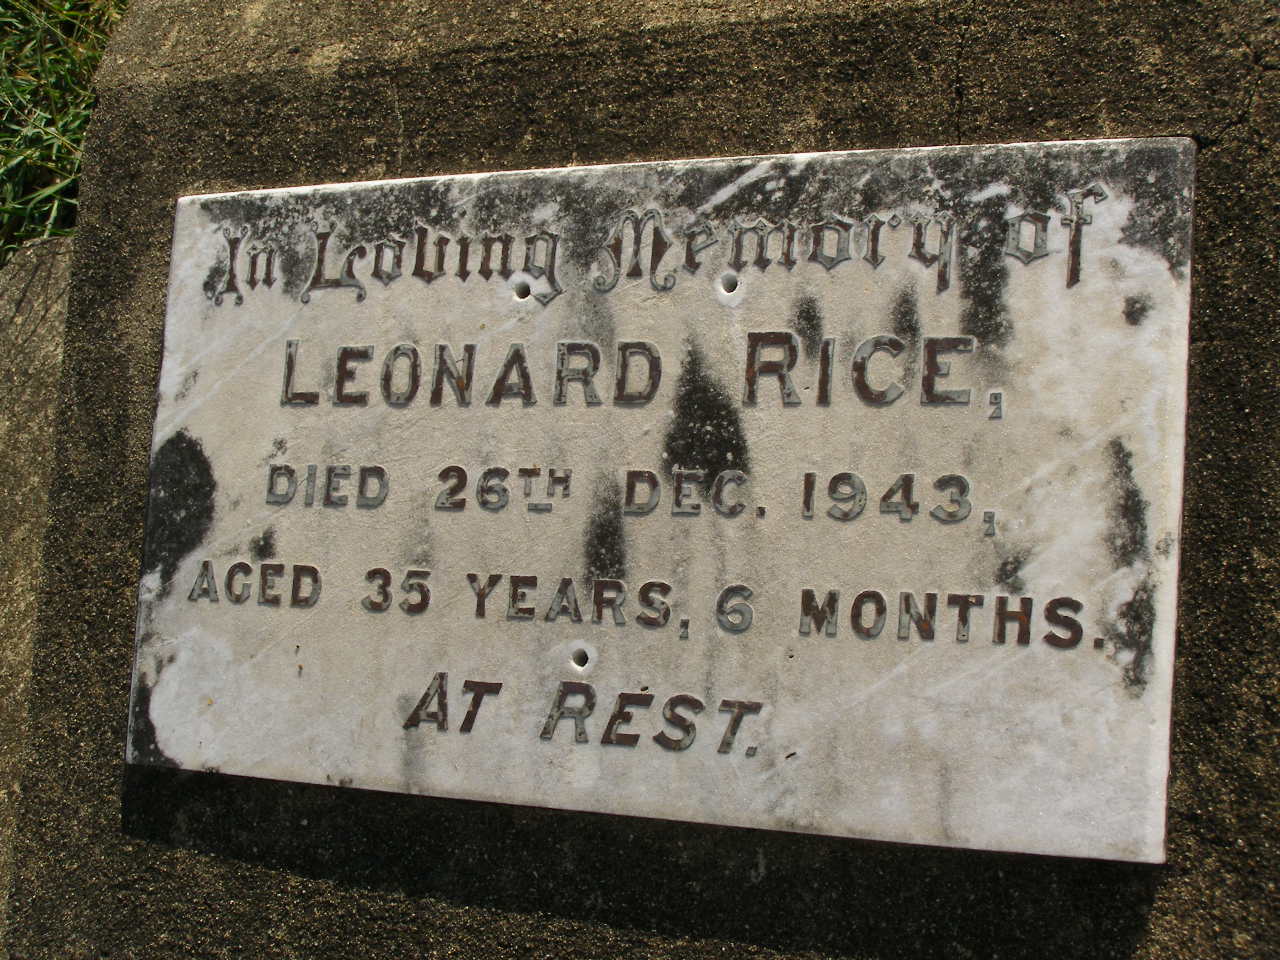 In Loving Memory of
LEONARD RICE,
DIED 26TH DEC. 1943,
AGED 35 YEARS, 6 MONTHS.
AT REST.